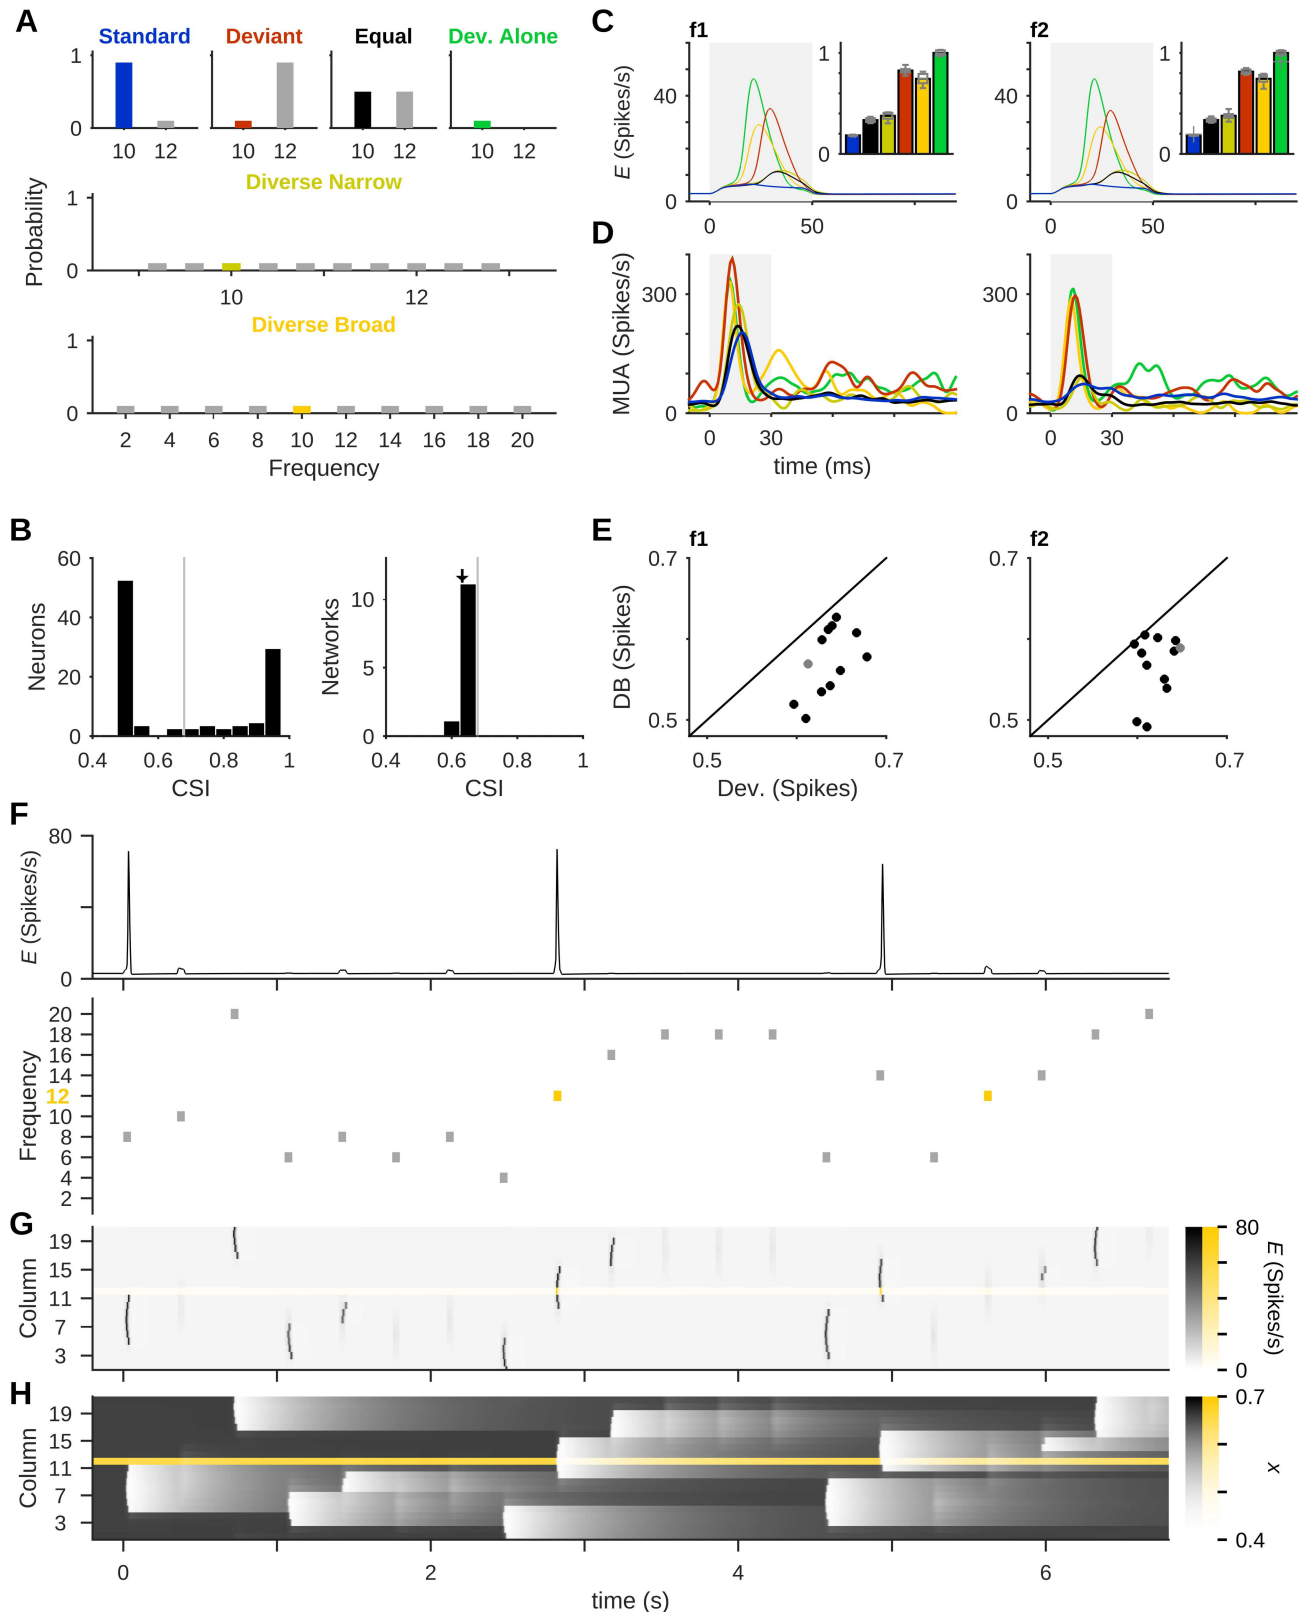 A
Standard Deviant Equal Dev. Alone
1
0
10 12 10 12 10 12 10 12
Diverse Narrow
1
0
10 12
Probability
Diverse Broad
1
0
2 4 6 8 10 12 14 16 18 20
Frequency
B
60
40
20
0
Neurons
0.4 0.6 0.8 1
CSI
10
5
0
Networks
0.4 0.6 0.8 1
CSI
C
f1
40
0
E (Spikes/s)
0 50
1
0
f2
40
0
0 50
1
0
D
300
0
MUA (Spikes/s)
0 30
time (ms)
300
0
0 30
E
f1
0.7
0.5
DB (Spikes)
0.5 0.7
Dev. (Spikes)
f2
0.7
0.5
0.5 0.7
F
80
0
E (Spikes/s)
20
18
16
14
12
10
8
6
4
2
Frequency
G
19
15
11
7
3
Column
80
0
E (Spikes/s)
H
19
15
11
7
3
Column
0.7
0.4
x
0 2 4 6
time (s)